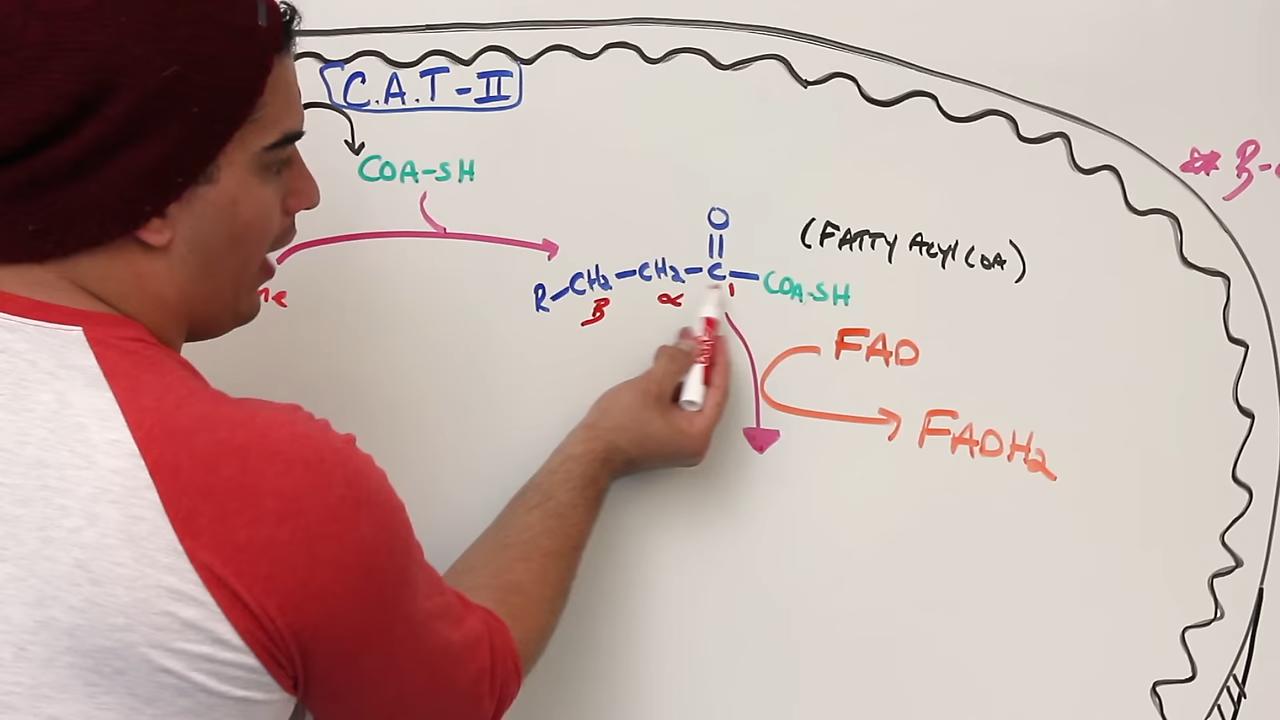 C.A.T-II
COA-SH
O
||
(FATTY ACYL COA)
R-CH2-CH2-C-COA-SH
β α 1
FAD
FADH2